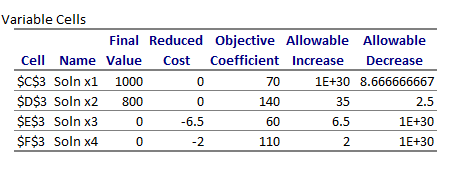 Variable Cells
Final Reduced Objective Allowable Allowable
Cell Name Value Cost Coefficient Increase Decrease
$C$3 Soln x1 1000 0 70 1E+30 8.666666667
$D$3 Soln x2 800 0 140 35 2.5
$E$3 Soln x3 0 -6.5 60 6.5 1E+30
$F$3 Soln x4 0 -2 110 2 1E+30